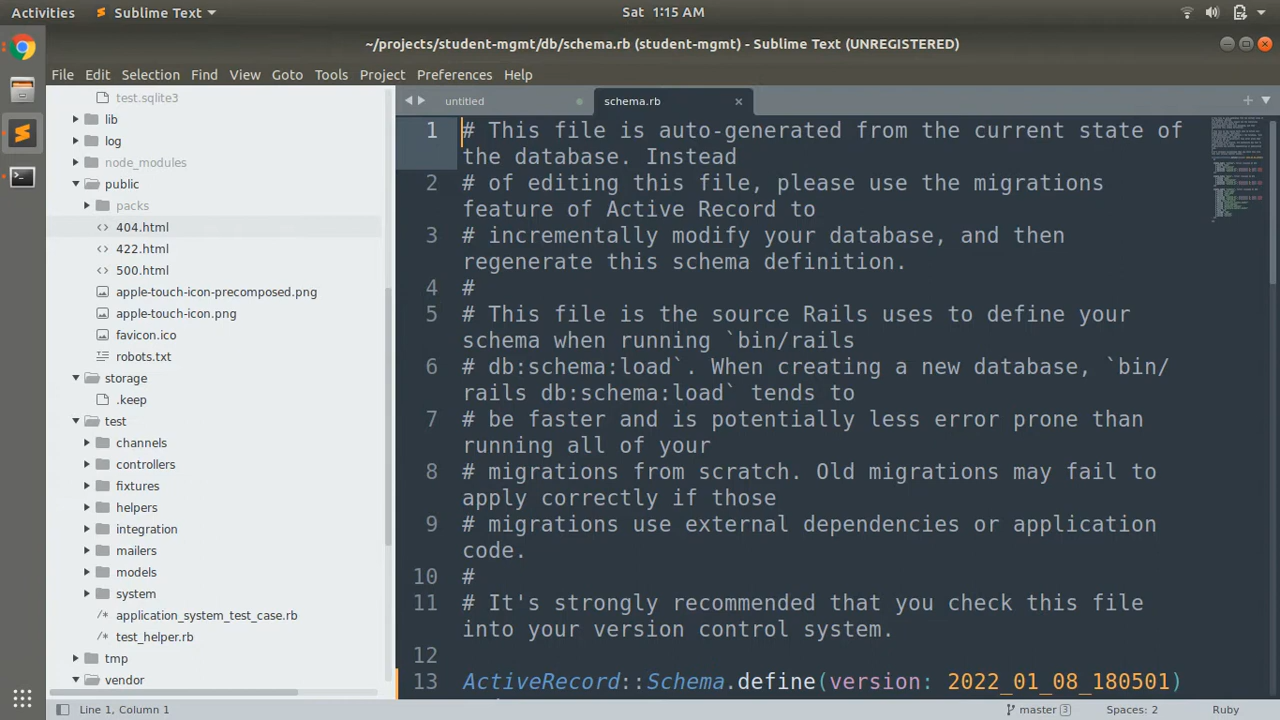 Activities
Sublime Text
Sat 1:15 AM
~/projects/student-mgmt/db/schema.rb (student-mgmt) - Sublime Text (UNREGISTERED)
File Edit Selection Find View Goto Tools Project Preferences Help
test.sqlite3
lib
log
node_modules
public
packs
404.html
422.html
500.html
apple-touch-icon-precomposed.png
apple-touch-icon.png
favicon.ico
robots.txt
storage
.keep
test
channels
controllers
fixtures
helpers
integration
mailers
models
system
application_system_test_case.rb
test_helper.rb
tmp
vendor
untitled
schema.rb
1 # This file is auto-generated from the current state of
the database. Instead
2 # of editing this file, please use the migrations
feature of Active Record to
3 # incrementally modify your database, and then
regenerate this schema definition.
4 #
5 # This file is the source Rails uses to define your
schema when running `bin/rails
6 # db:schema:load`. When creating a new database, `bin/
rails db:schema:load` tends to
7 # be faster and is potentially less error prone than
running all of your
8 # migrations from scratch. Old migrations may fail to
apply correctly if those
9 # migrations use external dependencies or application
code.
10 #
11 # It's strongly recommended that you check this file
into your version control system.
12
13 ActiveRecord::Schema.define(version: 2022_01_08_180501)
Line 1, Column 1
master 3
Spaces: 2
Ruby